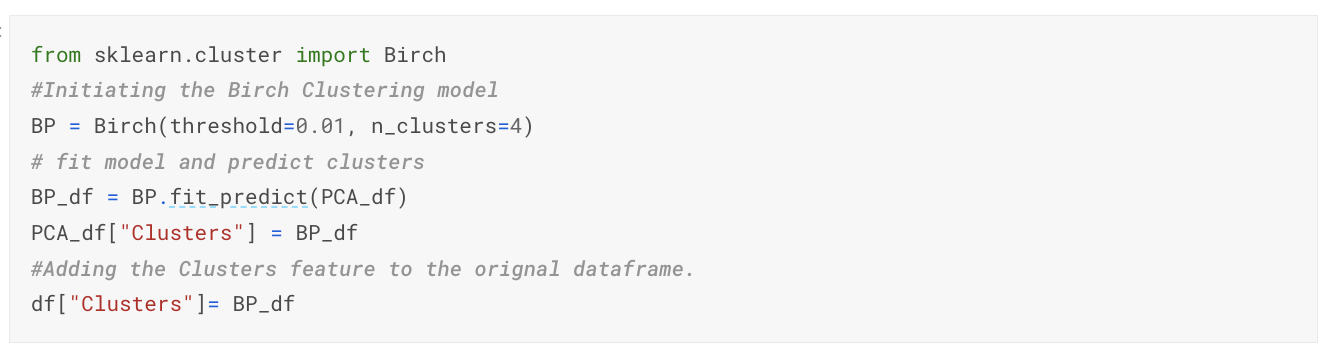 from sklearn.cluster import Birch
#Initiating the Birch Clustering model
BP = Birch(threshold=0.01, n_clusters=4)
# fit model and predict clusters
BP_df = BP.fit_predict(PCA_df)
PCA_df["Clusters"] = BP_df
#Adding the Clusters feature to the orignal dataframe.
df["Clusters"]= BP_df